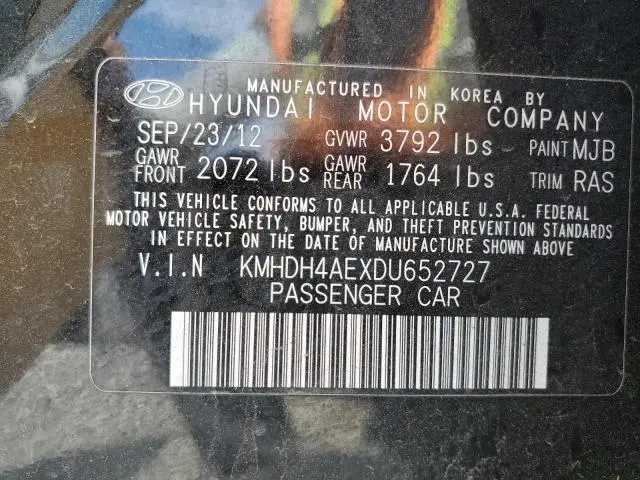 MANUFACTURED IN KOREA BY
HYUNDAI MOTOR COMPANY
SEP/23/12 GVWR 3792 lbs PAINT MJB
GAWR FRONT 2072 lbs GAWR REAR 1764 lbs TRIM RAS
THIS VEHICLE CONFORMS TO ALL APPLICABLE U.S.A. FEDERAL
MOTOR VEHICLE SAFETY, BUMPER, AND THEFT PREVENTION STANDARDS
IN EFFECT ON THE DATE OF MANUFACTURE SHOWN ABOVE
V.I.N KMHDH4AEXDU652727
PASSENGER CAR